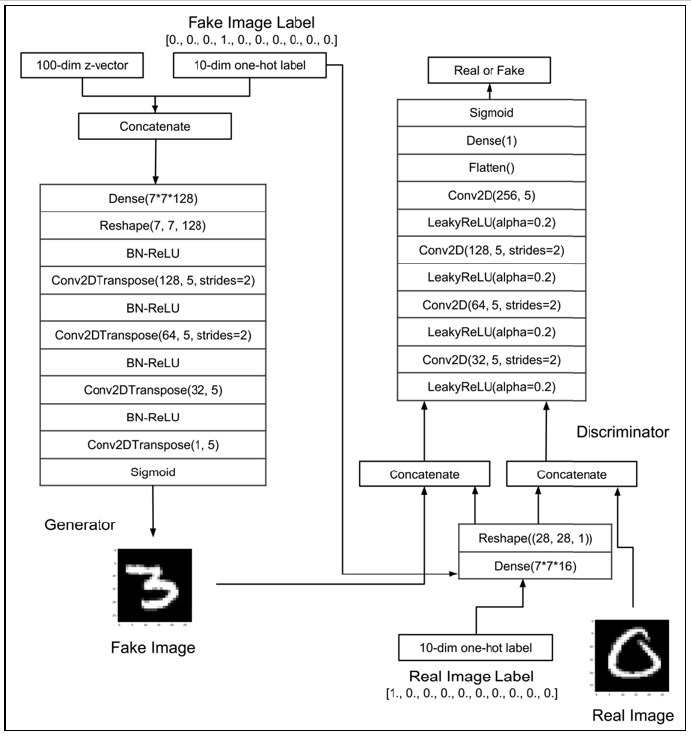 Fake Image Label
[0., 0., 0., 1., 0., 0., 0., 0., 0., 0.]
100-dim z-vector
10-dim one-hot label
Concatenate
Dense(7*7*128)
Reshape(7, 7, 128)
BN-ReLU
Conv2DTranspose(128, 5, strides=2)
BN-ReLU
Conv2DTranspose(64, 5, strides=2)
BN-ReLU
Conv2DTranspose(32, 5)
BN-ReLU
Conv2DTranspose(1, 5)
Sigmoid
Generator
Fake Image
Real or Fake
Sigmoid
Dense(1)
Flatten()
Conv2D(256, 5)
LeakyReLU(alpha=0.2)
Conv2D(128, 5, strides=2)
LeakyReLU(alpha=0.2)
Conv2D(64, 5, strides=2)
LeakyReLU(alpha=0.2)
Conv2D(32, 5, strides=2)
LeakyReLU(alpha=0.2)
Discriminator
Concatenate
Concatenate
Reshape((28, 28, 1))
Dense(7*7*16)
10-dim one-hot label
Real Image Label
[1., 0., 0., 0., 0., 0., 0., 0., 0., 0.]
Real Image
3
0